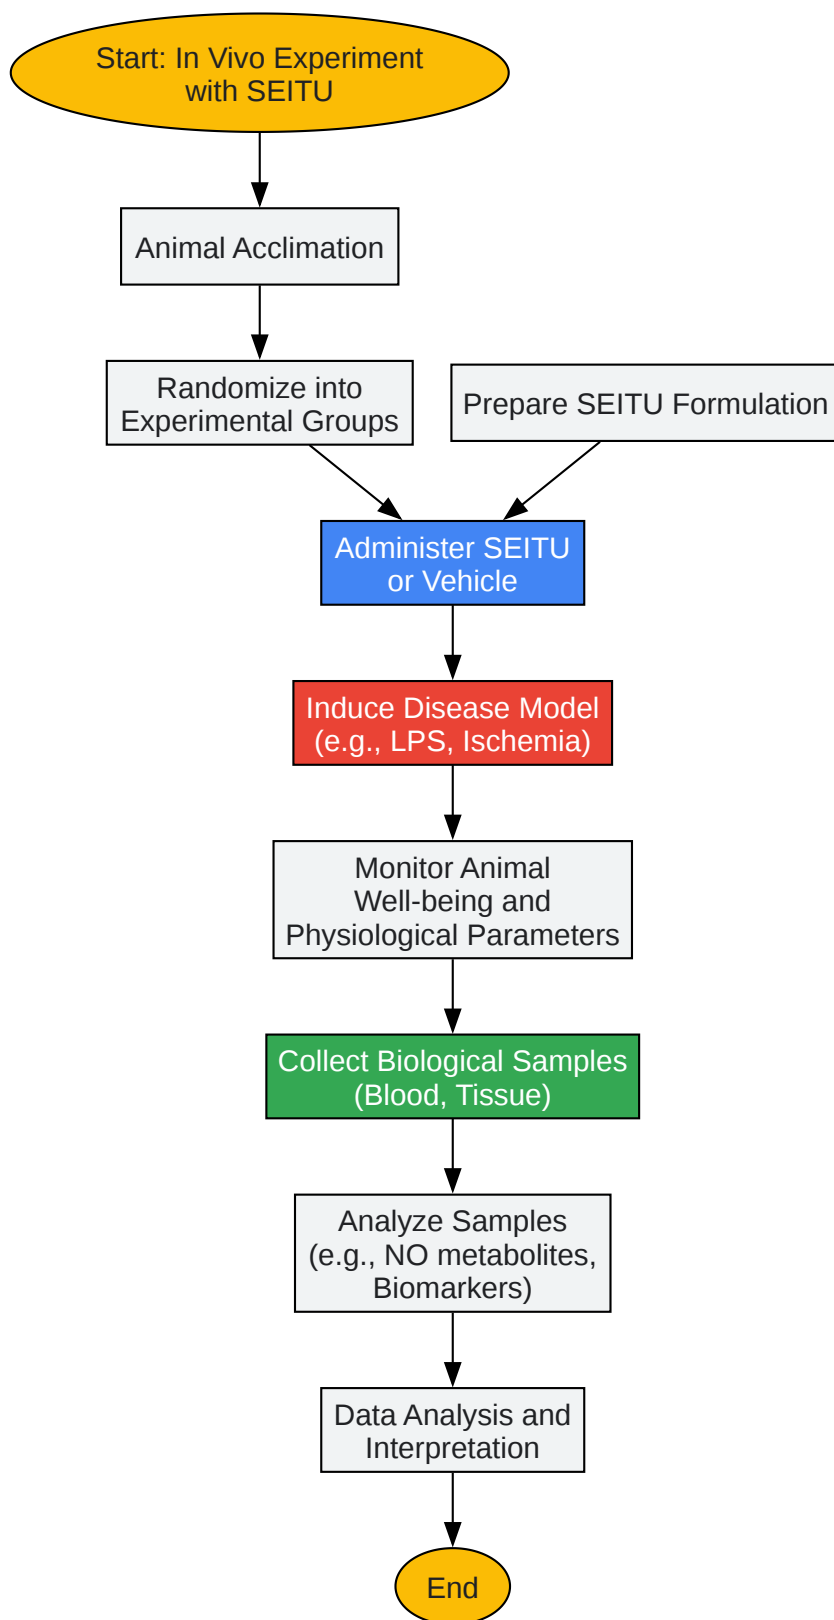 Start: In Vivo Experiment
with SEITU
Animal Acclimation
Randomize into
Experimental Groups
Prepare SEITU Formulation
Administer SEITU
or Vehicle
Induce Disease Model
(e.g., LPS, Ischemia)
Monitor Animal
Well-being and
Physiological Parameters
Collect Biological Samples
(Blood, Tissue)
Analyze Samples
(e.g., NO metabolites,
Biomarkers)
Data Analysis and
Interpretation
End